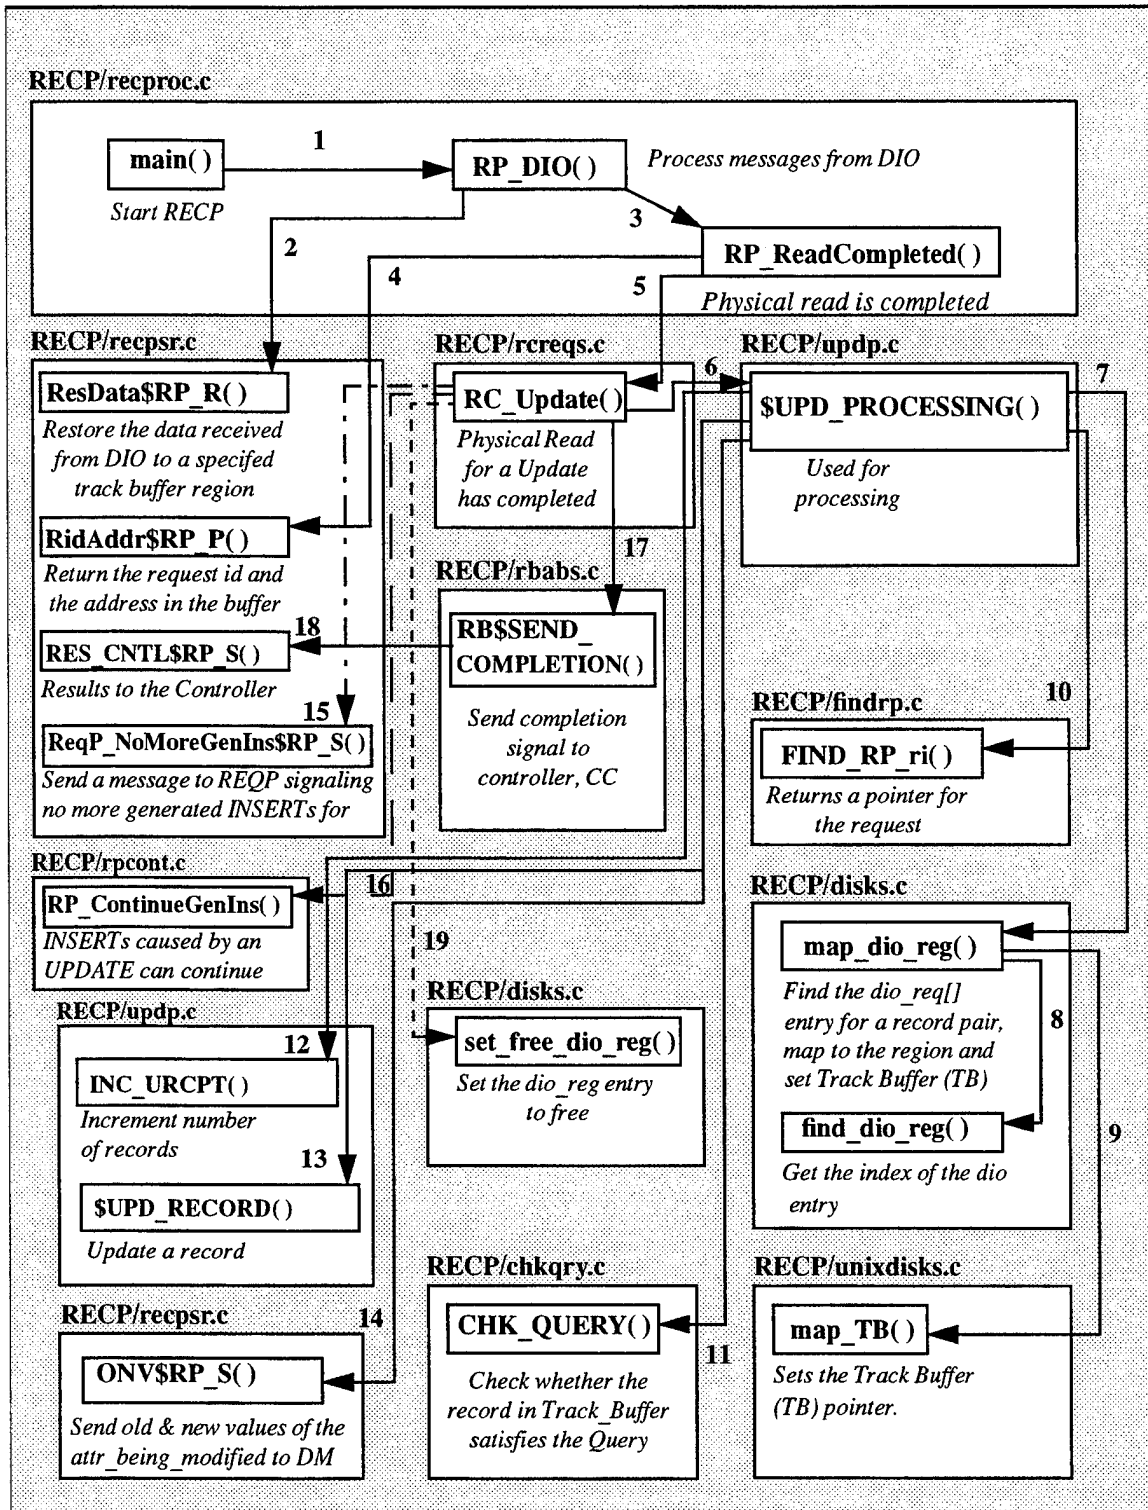 RECP/recproc.c
main( )
Start RECP
1
RP_DIO( )
Process messages from DIO
2
3
4
5
RP_ReadCompleted( )
Physical read is completed
RECP/recpsr.c
ResData$RP_R( )
Restore the data received
from DIO to a specifed
track buffer region
RidAddr$RP_P( )
Return the request id and
the address in the buffer
18
RES_CNTL$RP_S( )
Results to the Controller
15
ReqP_NoMoreGenIns$RP_S( )
Send a message to REQP signaling
no more generated INSERTs for
RECP/rcreqs.c
RC_Update( )
Physical Read
for a Update
has completed
6
17
RECP/updp.c
7
$UPD_PROCESSING( )
Used for
processing
RECP/rbabs.c
RB$SEND_
COMPLETION( )
Send completion
signal to
controller, CC
RECP/findrp.c
10
FIND_RP_ri( )
Returns a pointer for
the request
RECP/rpcont.c
16
RP_ContinueGenIns( )
INSERTs caused by an
UPDATE can continue
19
RECP/disks.c
map_dio_reg( )
Find the dio_req[]
entry for a record pair,
map to the region and
set Track Buffer (TB)
8
9
find_dio_reg( )
Get the index of the dio
entry
RECP/updp.c
12
INC_URCPT( )
Increment number
of records
13
$UPD_RECORD( )
Update a record
RECP/disks.c
set_free_dio_reg( )
Set the dio_reg entry
to free
RECP/recpsr.c
14
ONV$RP_S( )
Send old & new values of the
attr_being_modified to DM
RECP/chkqry.c
CHK_QUERY( )
11
Check whether the
record in Track_Buffer
satisfies the Query
RECP/unixdisks.c
map_TB( )
Sets the Track Buffer
(TB) pointer.